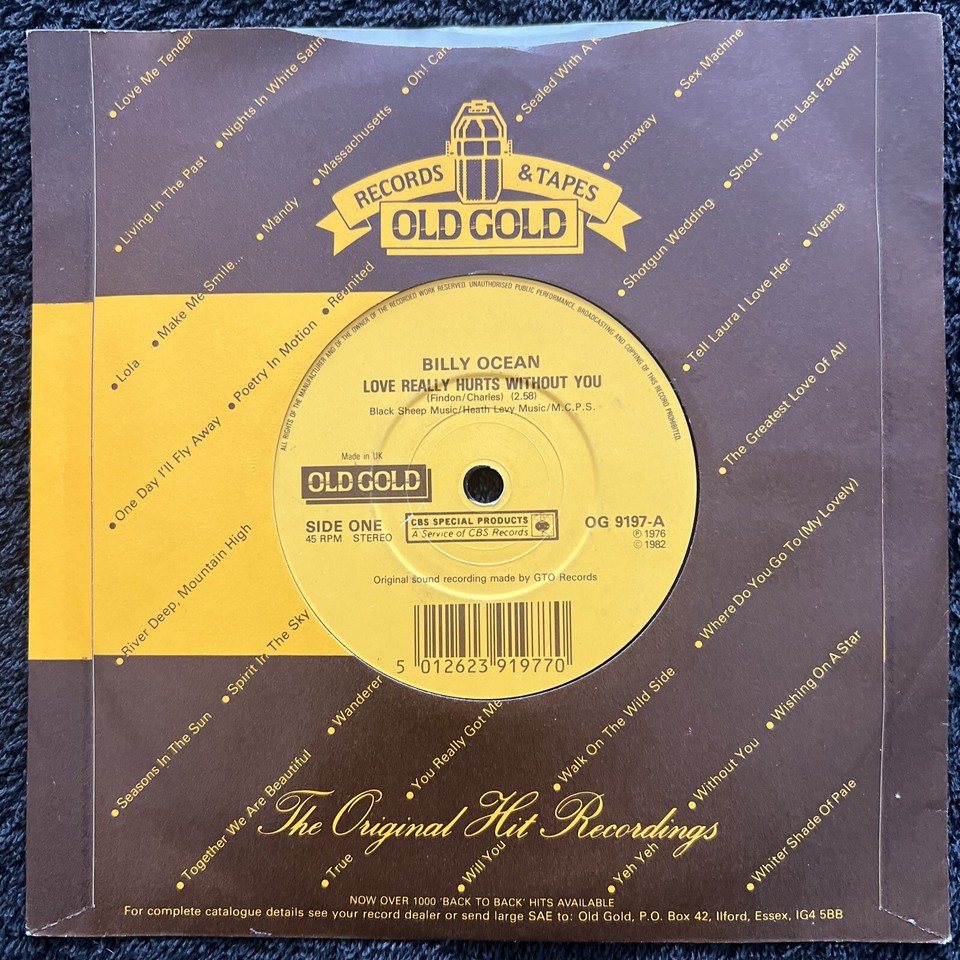 Love Me Tender
Nights In White Satin
Oh! Car
Sealed With A K
Sex Machine
The Last Farewell
Living In The Past
Mandy
Massachusetts
Runaway
Shout
RECORDS & TAPES
OLD GOLD
Shotgun Wedding
Vienna
Lola
Make Me Smile...
Reunited
Tell Laura I Love Her
Poetry In Motion
One Day I'll Fly Away
The Greatest Love Of All
ALL RIGHTS OF THE MANUFACTURER AND OF THE OWNER OF THE RECORDED WORK RESERVED. UNAUTHORISED PUBLIC PERFORMANCE, BROADCASTING AND COPYING OF THIS RECORD PROHIBITED.
BILLY OCEAN
LOVE REALLY HURTS WITHOUT YOU
(Findon/Charles) (2.58)
Black Sheep Music/Heath Levy Music/M.C.P.S.
Made in UK
OLD GOLD
SIDE ONE
45 RPM STEREO
CBS SPECIAL PRODUCTS
A Service of CBS Records
OG 9197-A
℗ 1976
© 1982
Original sound recording made by GTO Records
5 012623 919770
River Deep, Mountain High
Spirit In The Sky
Where Do You Go To (My Lovely)
Seasons In The Sun
Wanderer
You Really Got Me
Walk On The Wild Side
Wishing On A Star
Together We Are Beautiful
Without You
True
Will You
Yeh Yeh
Whiter Shade Of Pale
The Original Hit Recordings
NOW OVER 1000 'BACK TO BACK' HITS AVAILABLE
For complete catalogue details see your record dealer or send large SAE to: Old Gold, P.O. Box 42, Ilford, Essex, IG4 5BB